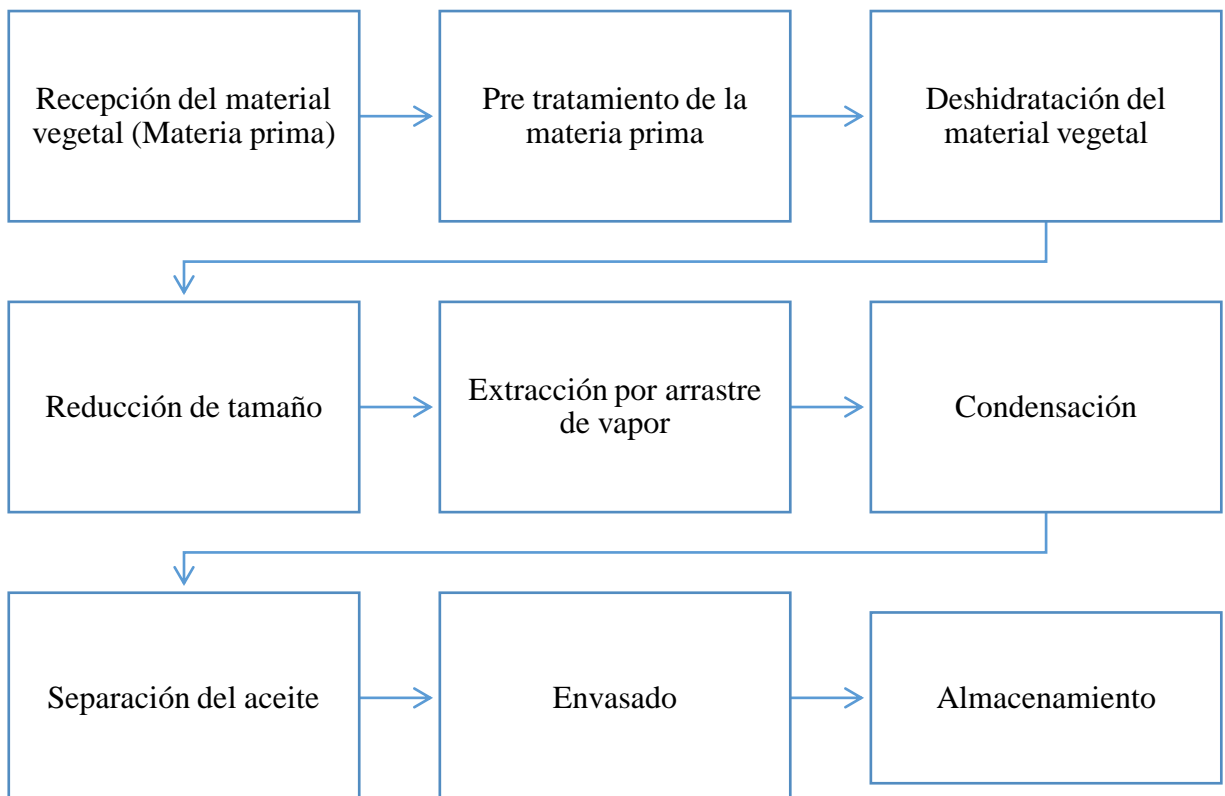 Recepción del material
vegetal (Materia prima)
Pre tratamiento de la
materia prima
Deshidratación del
material vegetal
Reducción de tamaño
Extracción por arrastre
de vapor
Condensación
Separación del aceite
Envasado
Almacenamiento